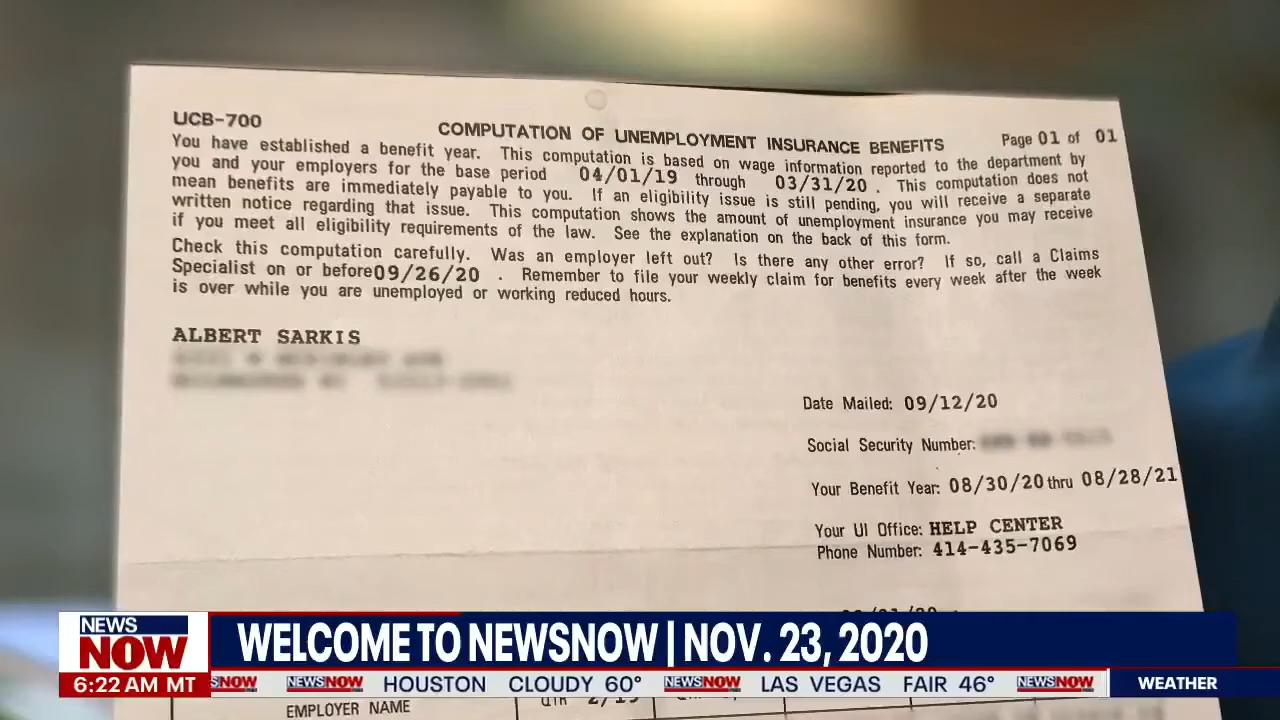 UCB-700
COMPUTATION OF UNEMPLOYMENT INSURANCE BENEFITS
Page 01 of 01
You have established a benefit year. This computation is based on wage information reported to the department by
you and your employers for the base period 04/01/19 through 03/31/20 . This computation does not
mean benefits are immediately payable to you. If an eligibility issue is still pending, you will receive a separate
written notice regarding that issue. This computation shows the amount of unemployment insurance you may receive
if you meet all eligibility requirements of the law. See the explanation on the back of this form.
Check this computation carefully. Was an employer left out? Is there any other error? If so, call a Claims
Specialist on or before09/26/20 . Remember to file your weekly claim for benefits every week after the week
is over while you are unemployed or working reduced hours.
ALBERT SARKIS
Date Mailed: 09/12/20
Social Security Number:
Your Benefit Year: 08/30/20 thru 08/28/21
Your UI Office: HELP CENTER
Phone Number: 414-435-7069
EMPLOYER NAME
NEWS
NOW
WELCOME TO NEWSNOW | NOV. 23, 2020
6:22 AM MT
SNOW NEWSNOW HOUSTON CLOUDY 60° NEWSNOW LAS VEGAS FAIR 46° NEWSNOW
WEATHER